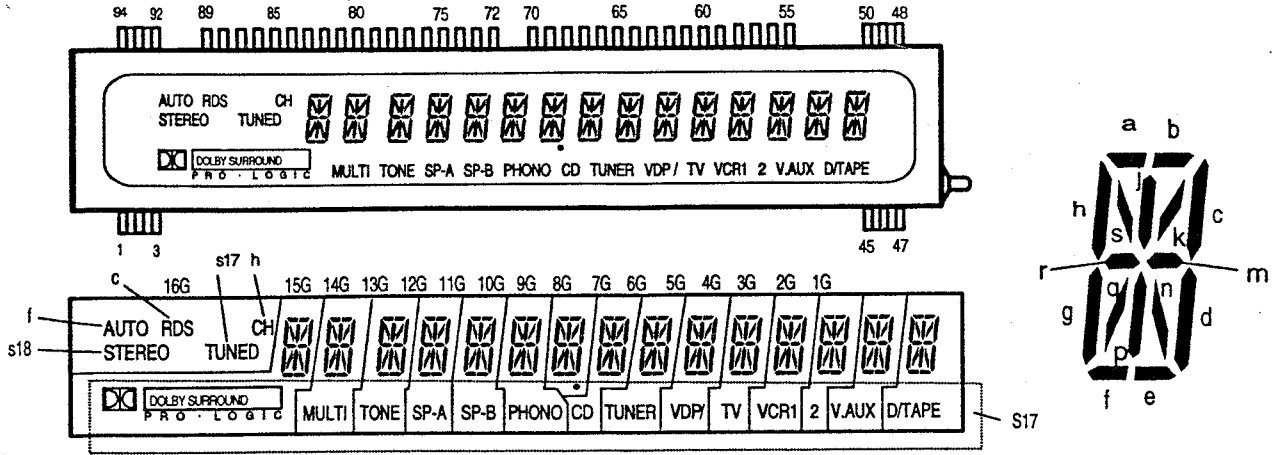 94 92 89 85 80 75 72 70 65 60 55 50 48
AUTO RDS CH
STEREO TUNED
DOLBY SURROUND
PRO · LOGIC
MULTI TONE SP-A SP-B PHONO CD TUNER VDP/ TV VCR1 2 V.AUX D/TAPE
1 3 45 47
s17 h
c 16G 15G 14G 13G 12G 11G 10G 9G 8G 7G 6G 5G 4G 3G 2G 1G
f AUTO RDS CH
s18 STEREO TUNED
DOLBY SURROUND
PRO · LOGIC
MULTI TONE SP-A SP-B PHONO CD TUNER VDP/ TV VCR1 2 V.AUX D/TAPE
S17
a b
j
h c
s k
r m
q n
g d
p
f e